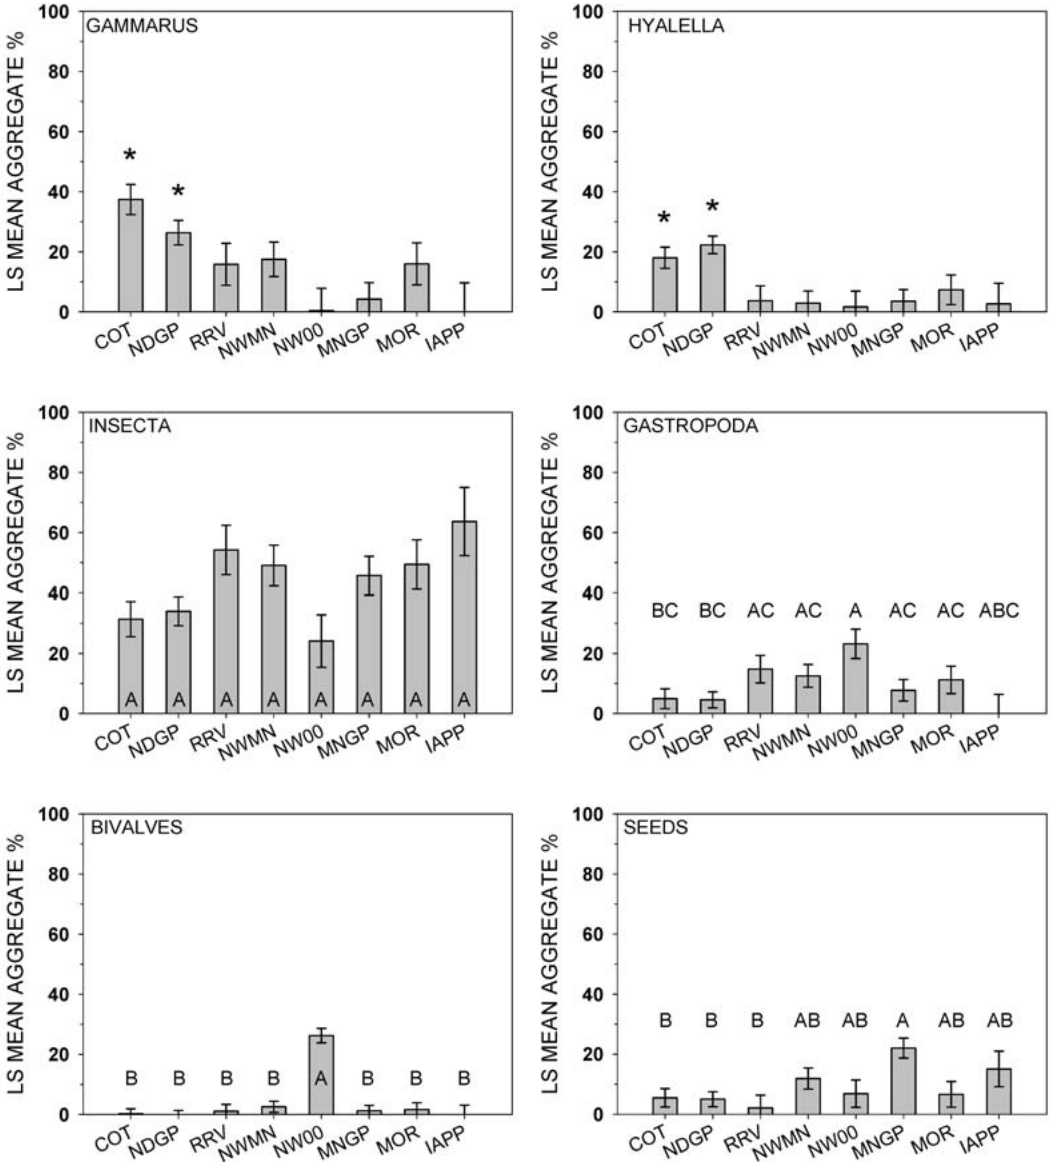 LS MEAN AGGREGATE %
100
80
60
40
20
0
GAMMARUS
* *
COT NDGP RRV NWMN NW00 MNGP MOR IAPP
LS MEAN AGGREGATE %
100
80
60
40
20
0
HYALELLA
* *
COT NDGP RRV NWMN NW00 MNGP MOR IAPP
LS MEAN AGGREGATE %
100
80
60
40
20
0
INSECTA
A A A A A A A A
COT NDGP RRV NWMN NW00 MNGP MOR IAPP
LS MEAN AGGREGATE %
100
80
60
40
20
0
GASTROPODA
BC BC AC AC A AC AC ABC
COT NDGP RRV NWMN NW00 MNGP MOR IAPP
LS MEAN AGGREGATE %
100
80
60
40
20
0
BIVALVES
B B B B A B B B
COT NDGP RRV NWMN NW00 MNGP MOR IAPP
LS MEAN AGGREGATE %
100
80
60
40
20
0
SEEDS
B B B AB AB A AB AB
COT NDGP RRV NWMN NW00 MNGP MOR IAPP